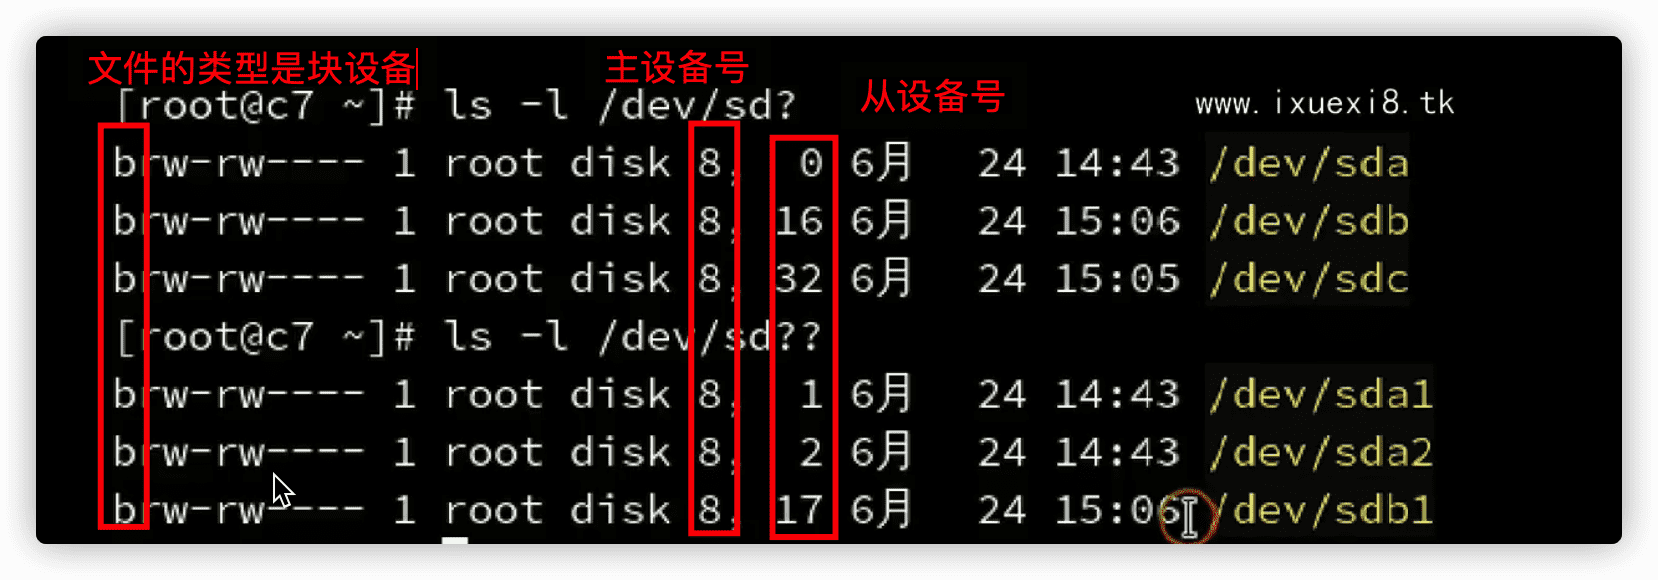 文件的类型是块设备
主设备号
从设备号
[root@c7 ~]# ls -l /dev/sd?
www.ixuexi8.tk
brw-rw---- 1 root disk 8, 0 6月 24 14:43 /dev/sda
brw-rw---- 1 root disk 8, 16 6月 24 15:06 /dev/sdb
brw-rw---- 1 root disk 8, 32 6月 24 15:05 /dev/sdc
[root@c7 ~]# ls -l /dev/sd??
brw-rw---- 1 root disk 8, 1 6月 24 14:43 /dev/sda1
brw-rw---- 1 root disk 8, 2 6月 24 14:43 /dev/sda2
brw-rw---- 1 root disk 8, 17 6月 24 15:06 /dev/sdb1